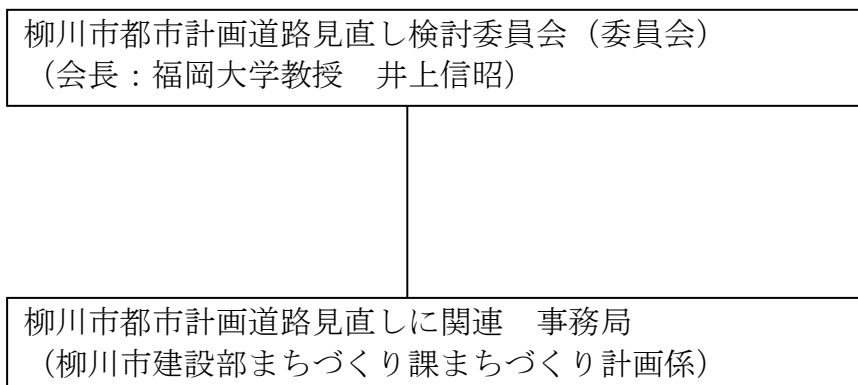 柳川市都市計画道路見直し検討委員会（委員会）
（会長：福岡大学教授　井上信昭）
柳川市都市計画道路見直しに関連　事務局
（柳川市建設部まちづくり課まちづくり計画係）